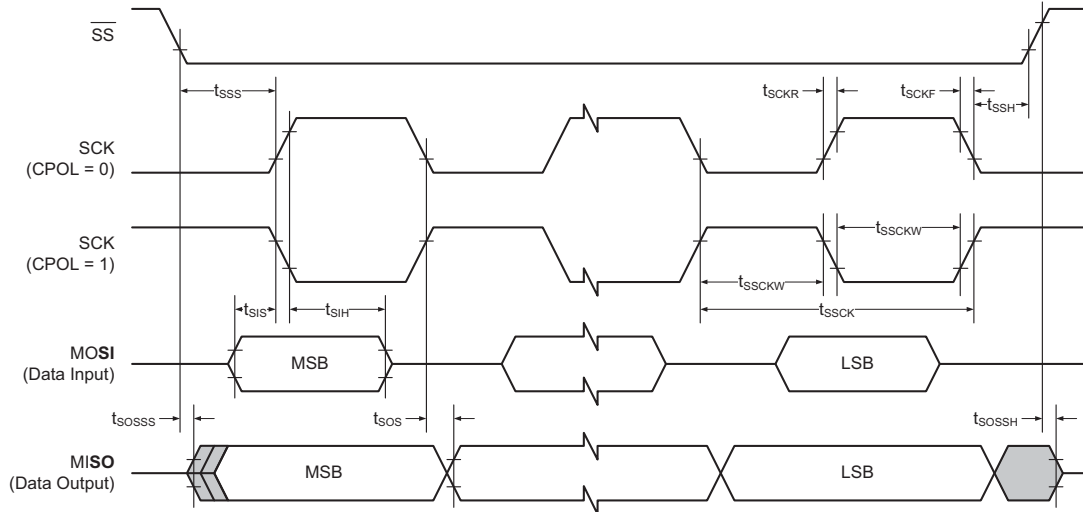 SS
tSSS
tSCKR
tSCKF
tSSH
SCK
(CPOL = 0)
SCK
(CPOL = 1)
tSSCKW
tSSCKW
tSIS
tSIH
tSSCK
MOSI
(Data Input)
MSB
LSB
tSOSSS
tSOS
tSOSSH
MISO
(Data Output)
MSB
LSB